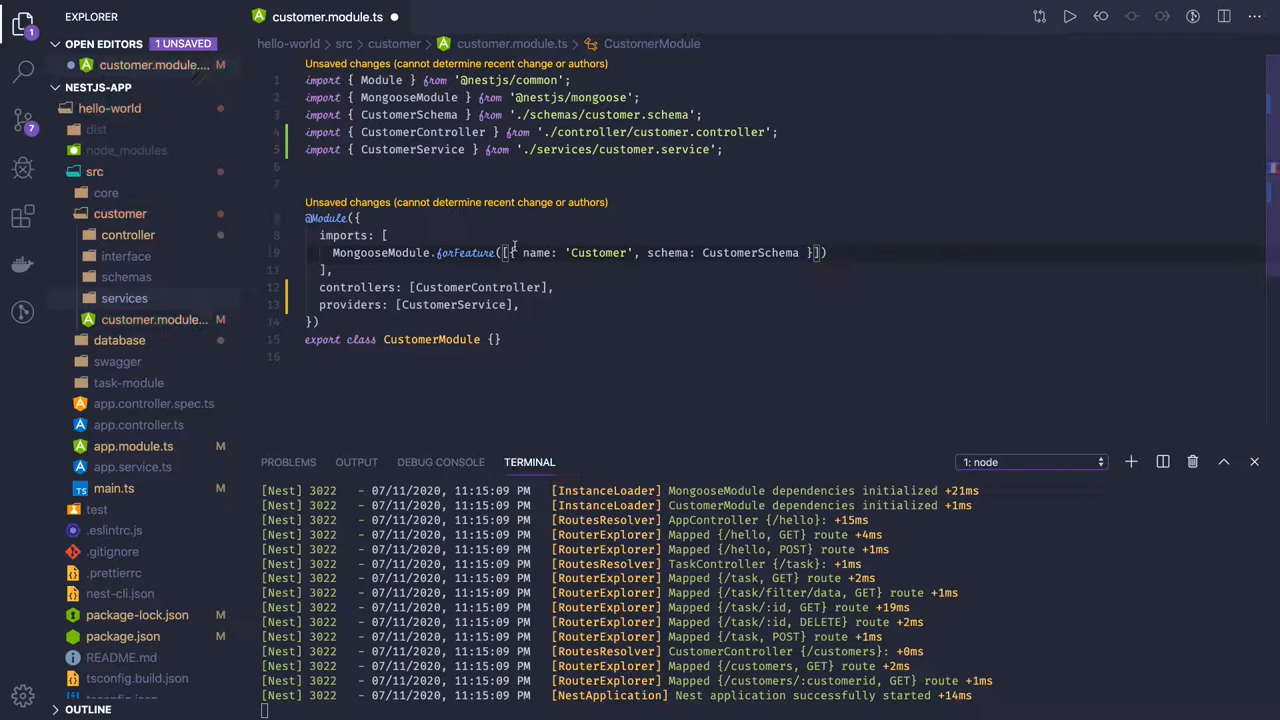 EXPLORER
OPEN EDITORS 1 UNSAVED
customer.module.... M
NESTJS-APP
hello-world
dist
node_modules
src
core
customer
controller
interface
schemas
services
customer.module... M
database
swagger
task-module
app.controller.spec.ts
app.controller.ts
app.module.ts M
app.service.ts
TS main.ts M
test
.eslintrc.js
.gitignore
.prettierrc
nest-cli.json
package-lock.json M
package.json M
README.md
tsconfig.build.json
OUTLINE
1
7
customer.module.ts
hello-world › src › customer › customer.module.ts › CustomerModule
Unsaved changes (cannot determine recent change or authors)
1 import { Module } from '@nestjs/common';
2 import { MongooseModule } from '@nestjs/mongoose';
3 import { CustomerSchema } from './schemas/customer.schema';
4 import { CustomerController } from './controller/customer.controller';
5 import { CustomerService } from './services/customer.service';
6
7
Unsaved changes (cannot determine recent change or authors)
8 @Module({
8 imports: [
19 MongooseModule.forFeature([{ name: 'Customer', schema: CustomerSchema }])
11 ],
12 controllers: [CustomerController],
13 providers: [CustomerService],
14 })
15 export class CustomerModule {}
16
PROBLEMS OUTPUT DEBUG CONSOLE TERMINAL 1: node
[Nest] 3022 - 07/11/2020, 11:15:09 PM [InstanceLoader] MongooseModule dependencies initialized +21ms
[Nest] 3022 - 07/11/2020, 11:15:09 PM [InstanceLoader] CustomerModule dependencies initialized +1ms
[Nest] 3022 - 07/11/2020, 11:15:09 PM [RoutesResolver] AppController {/hello}: +15ms
[Nest] 3022 - 07/11/2020, 11:15:09 PM [RouterExplorer] Mapped {/hello, GET} route +4ms
[Nest] 3022 - 07/11/2020, 11:15:09 PM [RouterExplorer] Mapped {/hello, POST} route +1ms
[Nest] 3022 - 07/11/2020, 11:15:09 PM [RoutesResolver] TaskController {/task}: +1ms
[Nest] 3022 - 07/11/2020, 11:15:09 PM [RouterExplorer] Mapped {/task, GET} route +2ms
[Nest] 3022 - 07/11/2020, 11:15:09 PM [RouterExplorer] Mapped {/task/filter/data, GET} route +1ms
[Nest] 3022 - 07/11/2020, 11:15:09 PM [RouterExplorer] Mapped {/task/:id, GET} route +19ms
[Nest] 3022 - 07/11/2020, 11:15:09 PM [RouterExplorer] Mapped {/task/:id, DELETE} route +2ms
[Nest] 3022 - 07/11/2020, 11:15:09 PM [RouterExplorer] Mapped {/task, POST} route +1ms
[Nest] 3022 - 07/11/2020, 11:15:09 PM [RoutesResolver] CustomerController {/customers}: +0ms
[Nest] 3022 - 07/11/2020, 11:15:09 PM [RouterExplorer] Mapped {/customers, GET} route +2ms
[Nest] 3022 - 07/11/2020, 11:15:09 PM [RouterExplorer] Mapped {/customers/:customerid, GET} route +1ms
[Nest] 3022 - 07/11/2020, 11:15:09 PM [NestApplication] Nest application successfully started +14ms